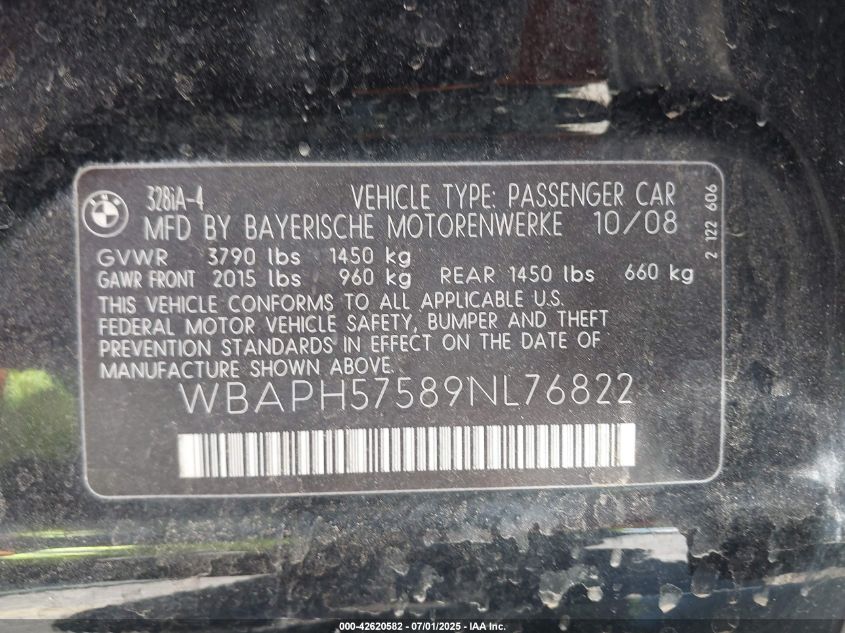 328iA-4 VEHICLE TYPE: PASSENGER CAR
MFD BY BAYERISCHE MOTORENWERKE 10/08
GVWR 3790 lbs 1450 kg
GAWR FRONT 2015 lbs 960 kg REAR 1450 lbs 660 kg
THIS VEHICLE CONFORMS TO ALL APPLICABLE U.S.
FEDERAL MOTOR VEHICLE SAFETY, BUMPER AND THEFT
PREVENTION STANDARDS IN EFFECT ON THE DATE OF
MANUFACTURE SHOWN ABOVE.
WBAPH57589NL76822
2 122 606
000-42620582 - 07/01/2025 - IAA Inc.